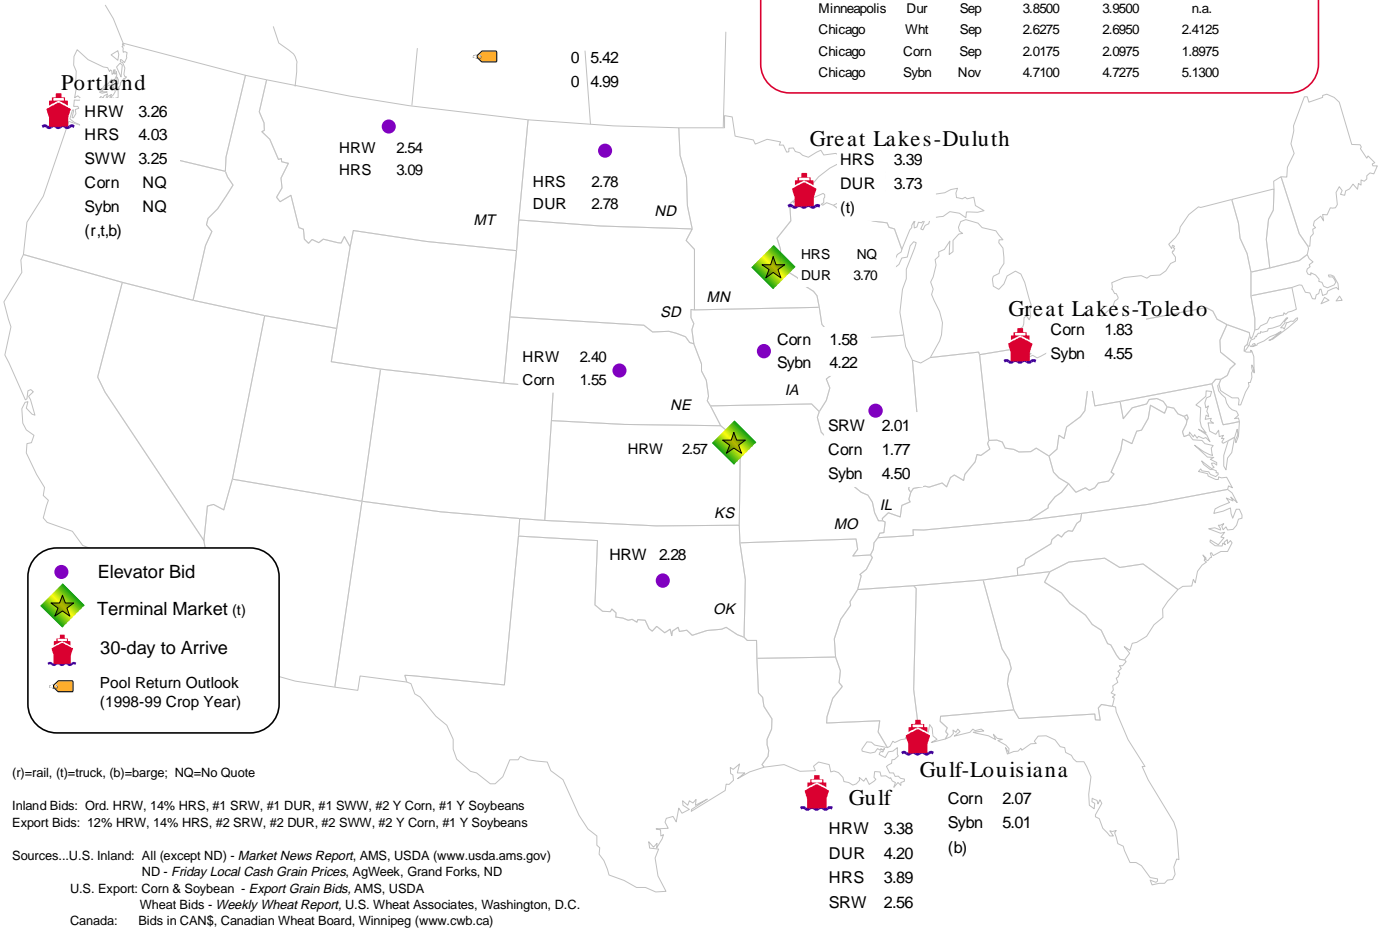 Minneapolis Dur Sep 3.8500 3.9500 n.a.
Chicago Wht Sep 2.6275 2.6950 2.4125
Chicago Corn Sep 2.0175 2.0975 1.8975
Chicago Sybn Nov 4.7100 4.7275 5.1300
0 5.42
0 4.99
Portland
HRW 3.26
HRS 4.03
SWW 3.25
Corn NQ
Sybn NQ
(r,t,b)
HRW 2.54
HRS 3.09
MT
HRS 2.78
DUR 2.78
ND
Great Lakes-Duluth
HRS 3.39
DUR 3.73
(t)
HRS NQ
DUR 3.70
MN
SD
Great Lakes-Toledo
Corn 1.83
Sybn 4.55
HRW 2.40
Corn 1.55
NE
Corn 1.58
Sybn 4.22
IA
SRW 2.01
Corn 1.77
Sybn 4.50
IL
HRW 2.57
KS
MO
HRW 2.28
OK
Elevator Bid
Terminal Market (t)
30-day to Arrive
Pool Return Outlook
(1998-99 Crop Year)
Gulf-Louisiana
Corn 2.07
Sybn 5.01
(b)
Gulf
HRW 3.38
DUR 4.20
HRS 3.89
SRW 2.56
(r)=rail, (t)=truck, (b)=barge; NQ=No Quote
Inland Bids: Ord. HRW, 14% HRS, #1 SRW, #1 DUR, #1 SWW, #2 Y Corn, #1 Y Soybeans
Export Bids: 12% HRW, 14% HRS, #2 SRW, #2 DUR, #2 SWW, #2 Y Corn, #1 Y Soybeans
Sources...U.S. Inland: All (except ND) - Market News Report, AMS, USDA (www.usda.ams.gov)
ND - Friday Local Cash Grain Prices, AgWeek, Grand Forks, ND
U.S. Export: Corn & Soybean - Export Grain Bids, AMS, USDA
Wheat Bids - Weekly Wheat Report, U.S. Wheat Associates, Washington, D.C.
Canada: Bids in CAN$, Canadian Wheat Board, Winnipeg (www.cwb.ca)